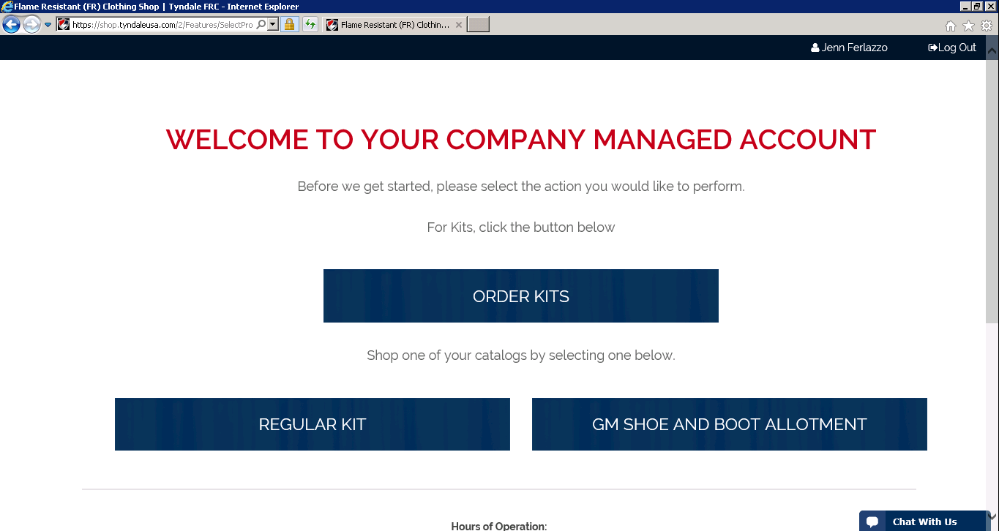 Flame Resistant (FR) Clothing Shop | Tyndale FRC - Internet Explorer
https://shop.tyndaleusa.com/2/Features/SelectPro
Flame Resistant (FR) Clothin...
Jenn Ferlazzo
Log Out
WELCOME TO YOUR COMPANY MANAGED ACCOUNT
Before we get started, please select the action you would like to perform.
For Kits, click the button below
ORDER KITS
Shop one of your catalogs by selecting one below.
REGULAR KIT
GM SHOE AND BOOT ALLOTMENT
Chat With Us
Hours of Operation: